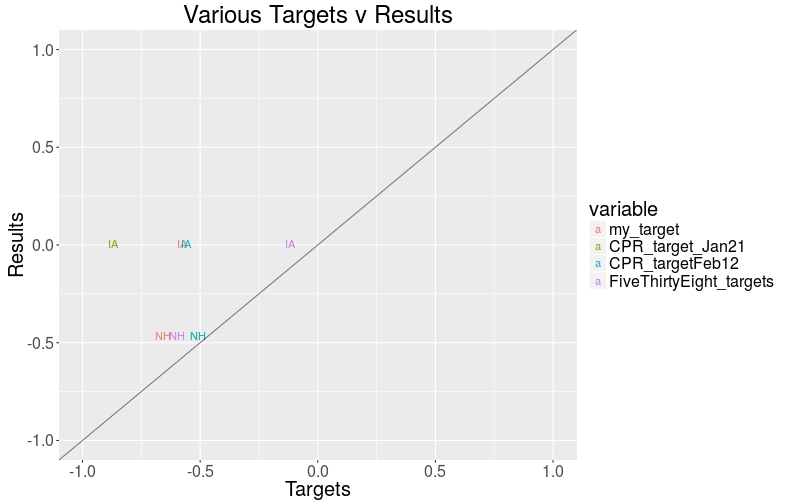 Various Targets v Results
1.0
0.5
0.0
-0.5
-1.0
Results
IA IA IA IA
NH NH NH
-1.0 -0.5 0.0 0.5 1.0
Targets
variable
a my_target
a CPR_target_Jan21
a CPR_targetFeb12
a FiveThirtyEight_targets